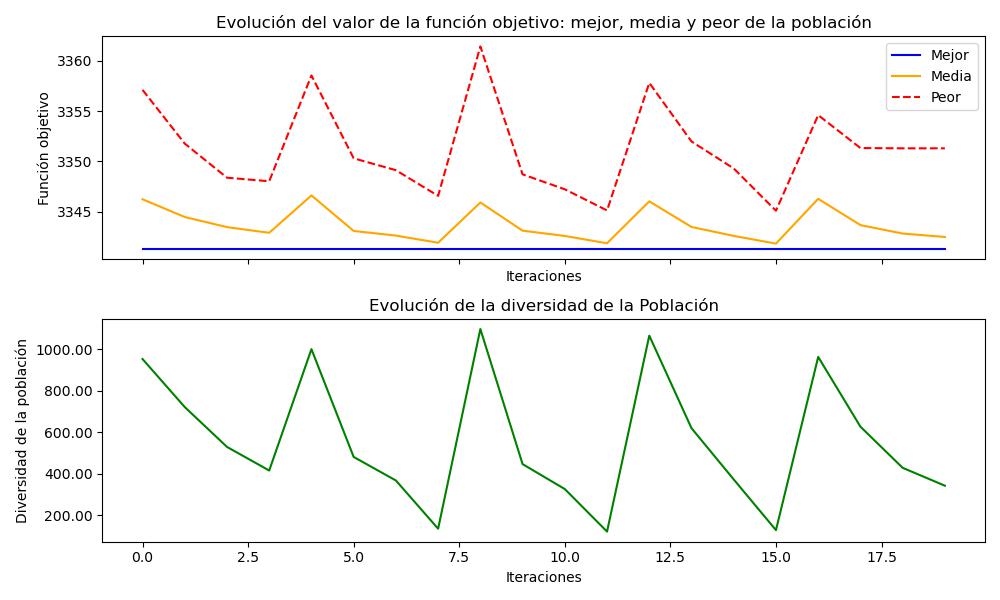 Evolución del valor de la función objetivo: mejor, media y peor de la población
Función objetivo
3360
3355
3350
3345
Mejor
Media
Peor
Iteraciones
Evolución de la diversidad de la Población
Diversidad de la población
1000.00
800.00
600.00
400.00
200.00
0.0 2.5 5.0 7.5 10.0 12.5 15.0 17.5
Iteraciones